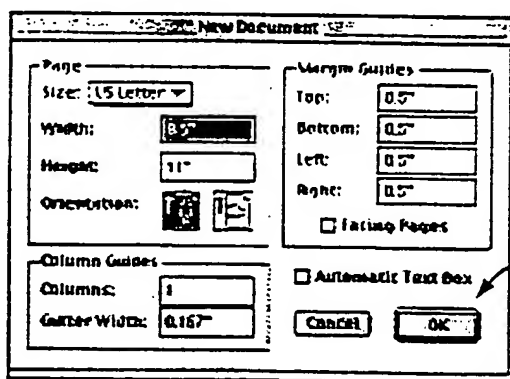 New Document
Page
Size: US Letter
Width: 8.5"
Height: 11"
Orientation:
Column Guides
Columns: 1
Gutter Width: 0.167"
Margin Guides
Top: 0.5"
Bottom: 0.5"
Left: 0.5"
Right: 0.5"
Facing Pages
Automatic Text Box
Cancel
OK